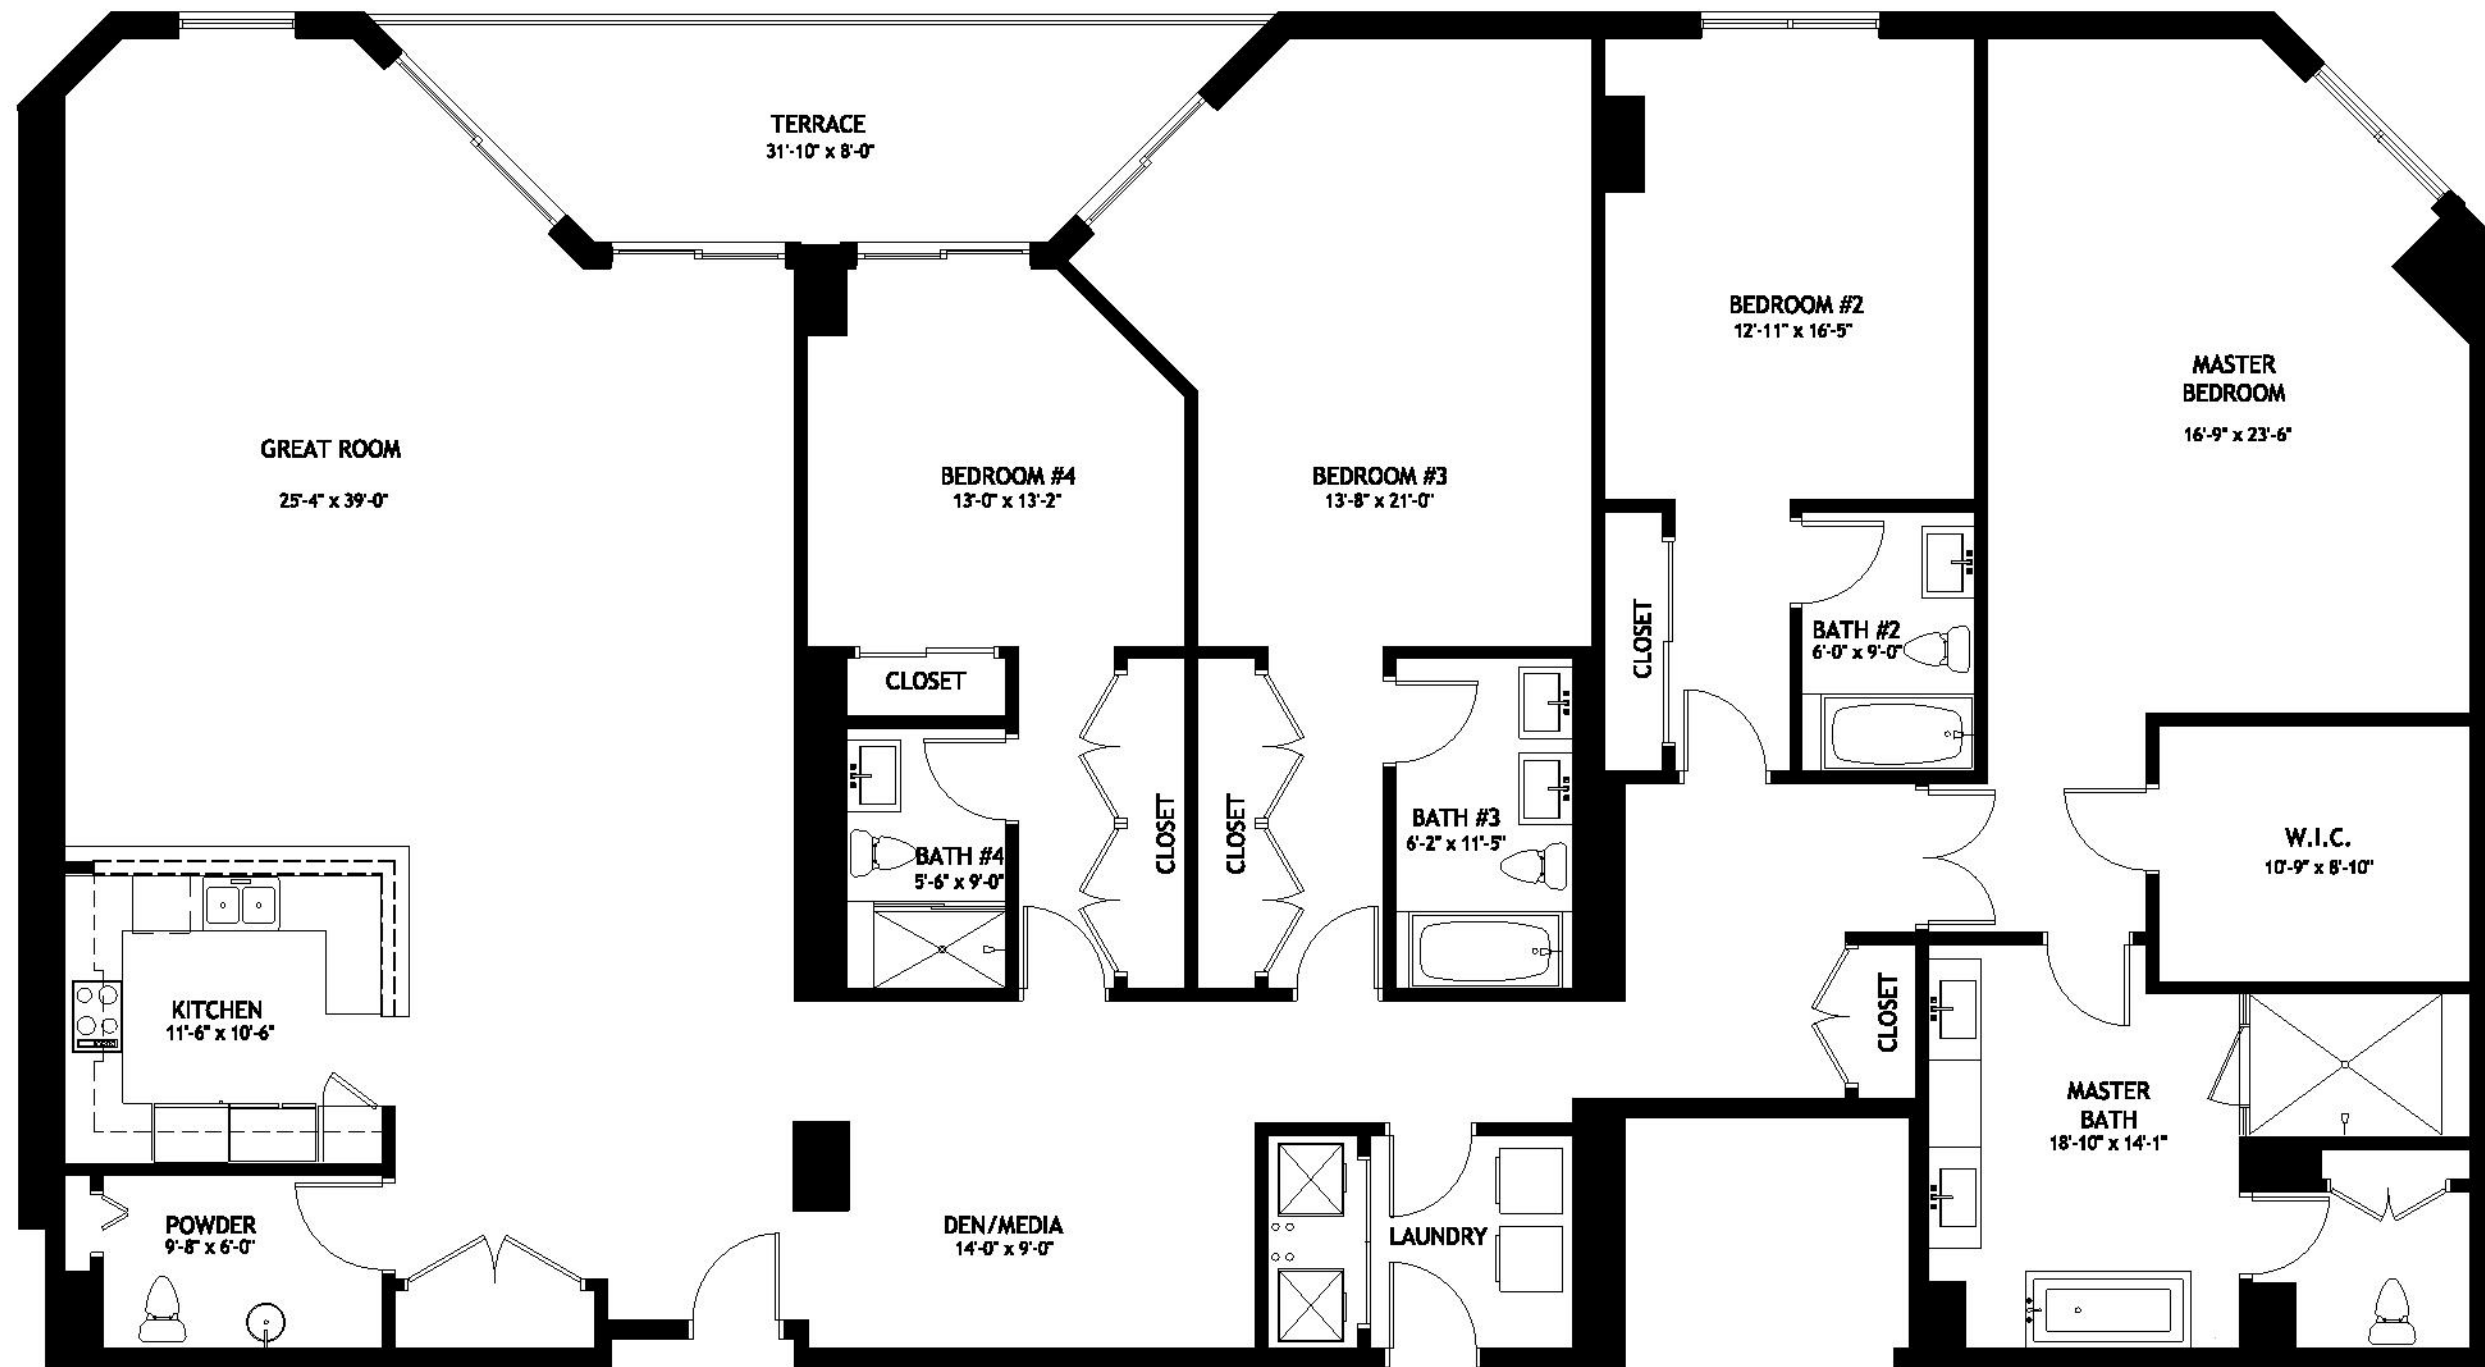 TERRACE
31'-10" x 8'-0"
GREAT ROOM
25'-4" x 39'-0"
BEDROOM #4
13'-0" x 13'-2"
BEDROOM #3
13'-8" x 21'-0"
BEDROOM #2
12'-11" x 16'-5"
MASTER
BEDROOM
16'-9" x 23'-6"
CLOSET
CLOSET
BATH #2
6'-0" x 9'-0"
CLOSET
CLOSET
BATH #3
6'-2" x 11'-5"
BATH #4
5'-6" x 9'-0"
W.I.C.
10'-9" x 8'-10"
KITCHEN
11'-6" x 10'-6"
CLOSET
MASTER
BATH
18'-10" x 14'-1"
POWDER
9'-8" x 6'-0"
DEN/MEDIA
14'-0" x 9'-0"
LAUNDRY